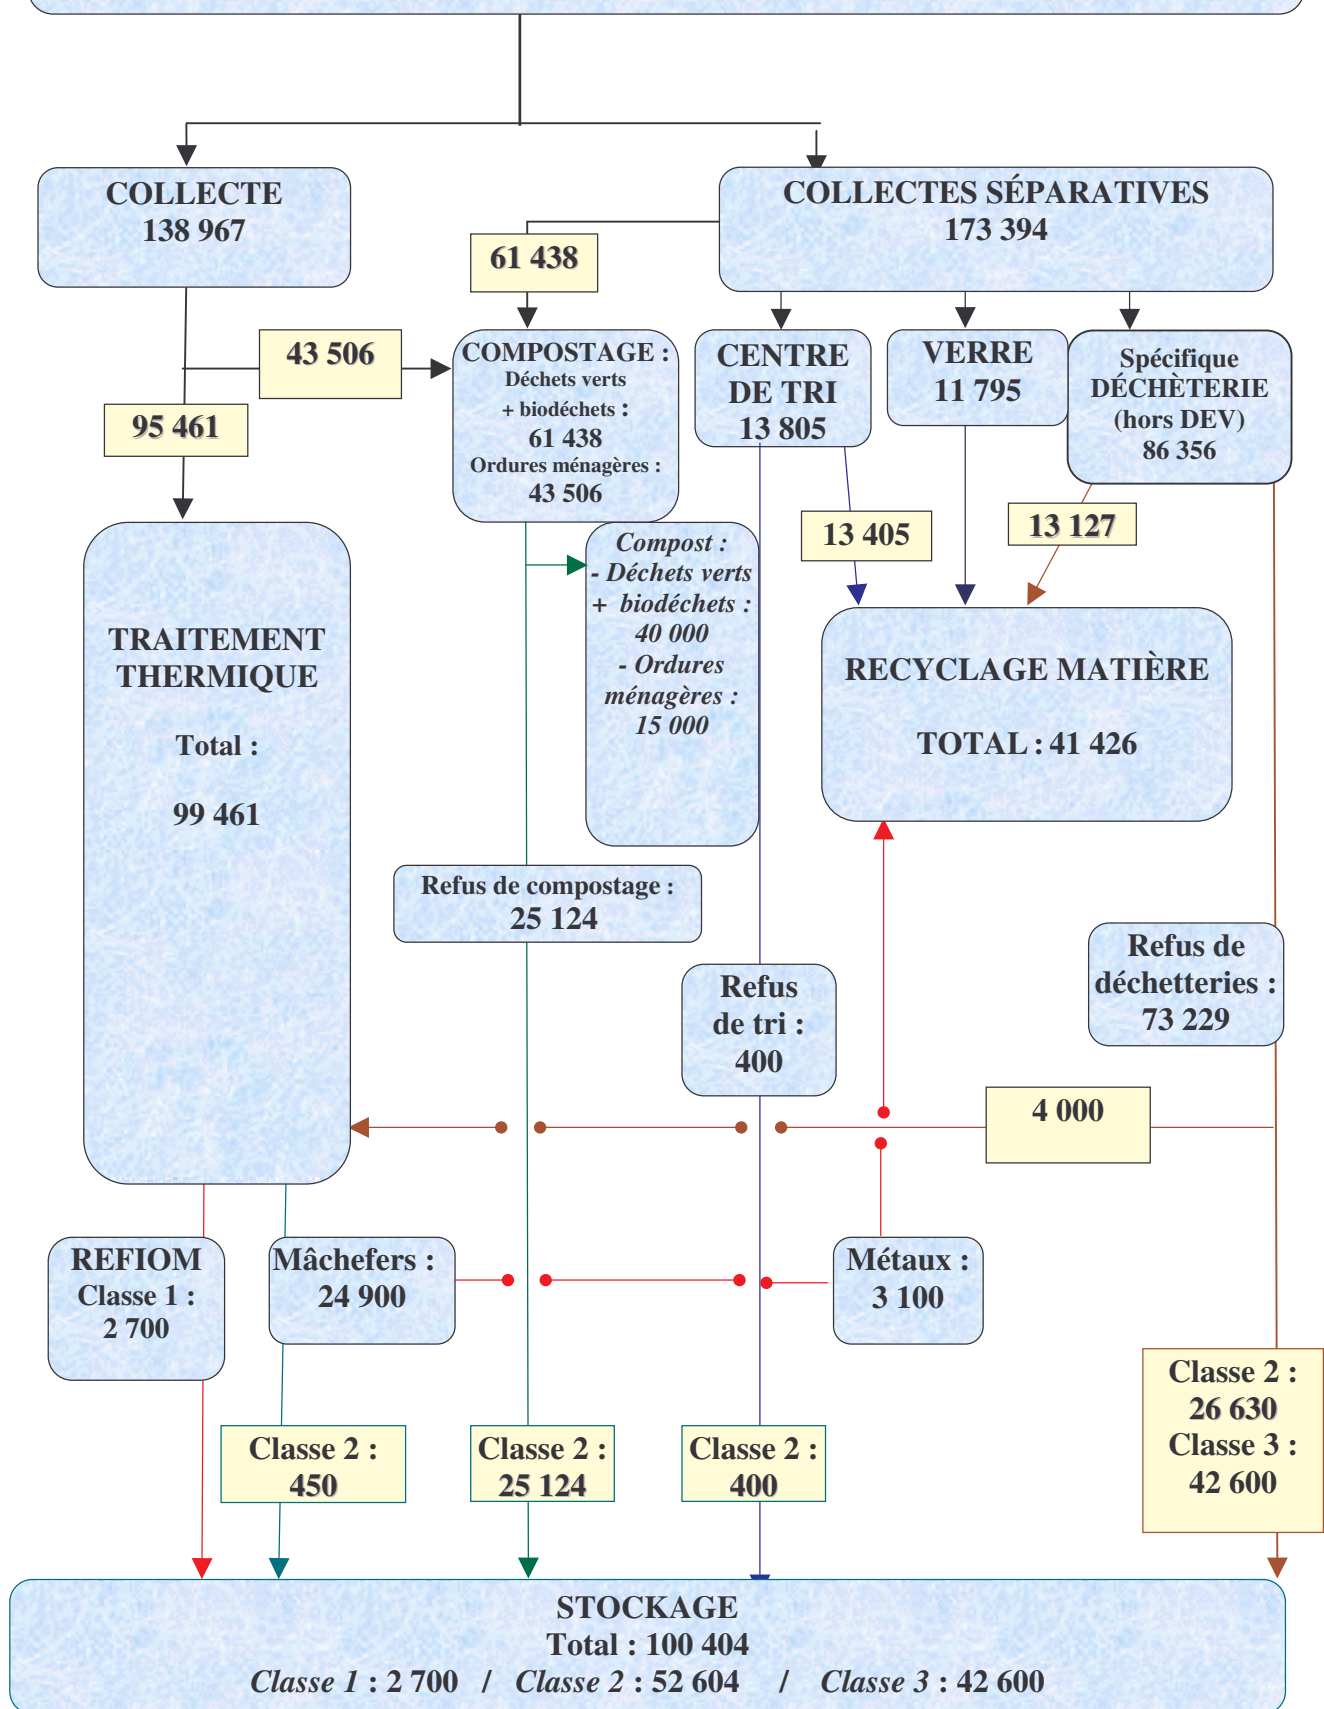 COLLECTE
138 967
COLLECTES SÉPARATIVES
173 394
61 438
43 506
95 461
COMPOSTAGE :
Déchets verts
+ biodéchets :
61 438
Ordures ménagères :
43 506
CENTRE
DE TRI
13 805
VERRE
11 795
Spécifique
DÉCHÈTERIE
(hors DEV)
86 356
13 405
13 127
Compost :
- Déchets verts
+ biodéchets :
40 000
- Ordures
ménagères :
15 000
TRAITEMENT
THERMIQUE
Total :
99 461
RECYCLAGE MATIÈRE
TOTAL : 41 426
Refus de compostage :
25 124
Refus
de tri :
400
Refus de
déchetteries :
73 229
4 000
REFIOM
Classe 1 :
2 700
Mâchefers :
24 900
Métaux :
3 100
Classe 2 :
450
Classe 2 :
25 124
Classe 2 :
400
Classe 2 :
26 630
Classe 3 :
42 600
STOCKAGE
Total : 100 404
Classe 1 : 2 700 / Classe 2 : 52 604 / Classe 3 : 42 600